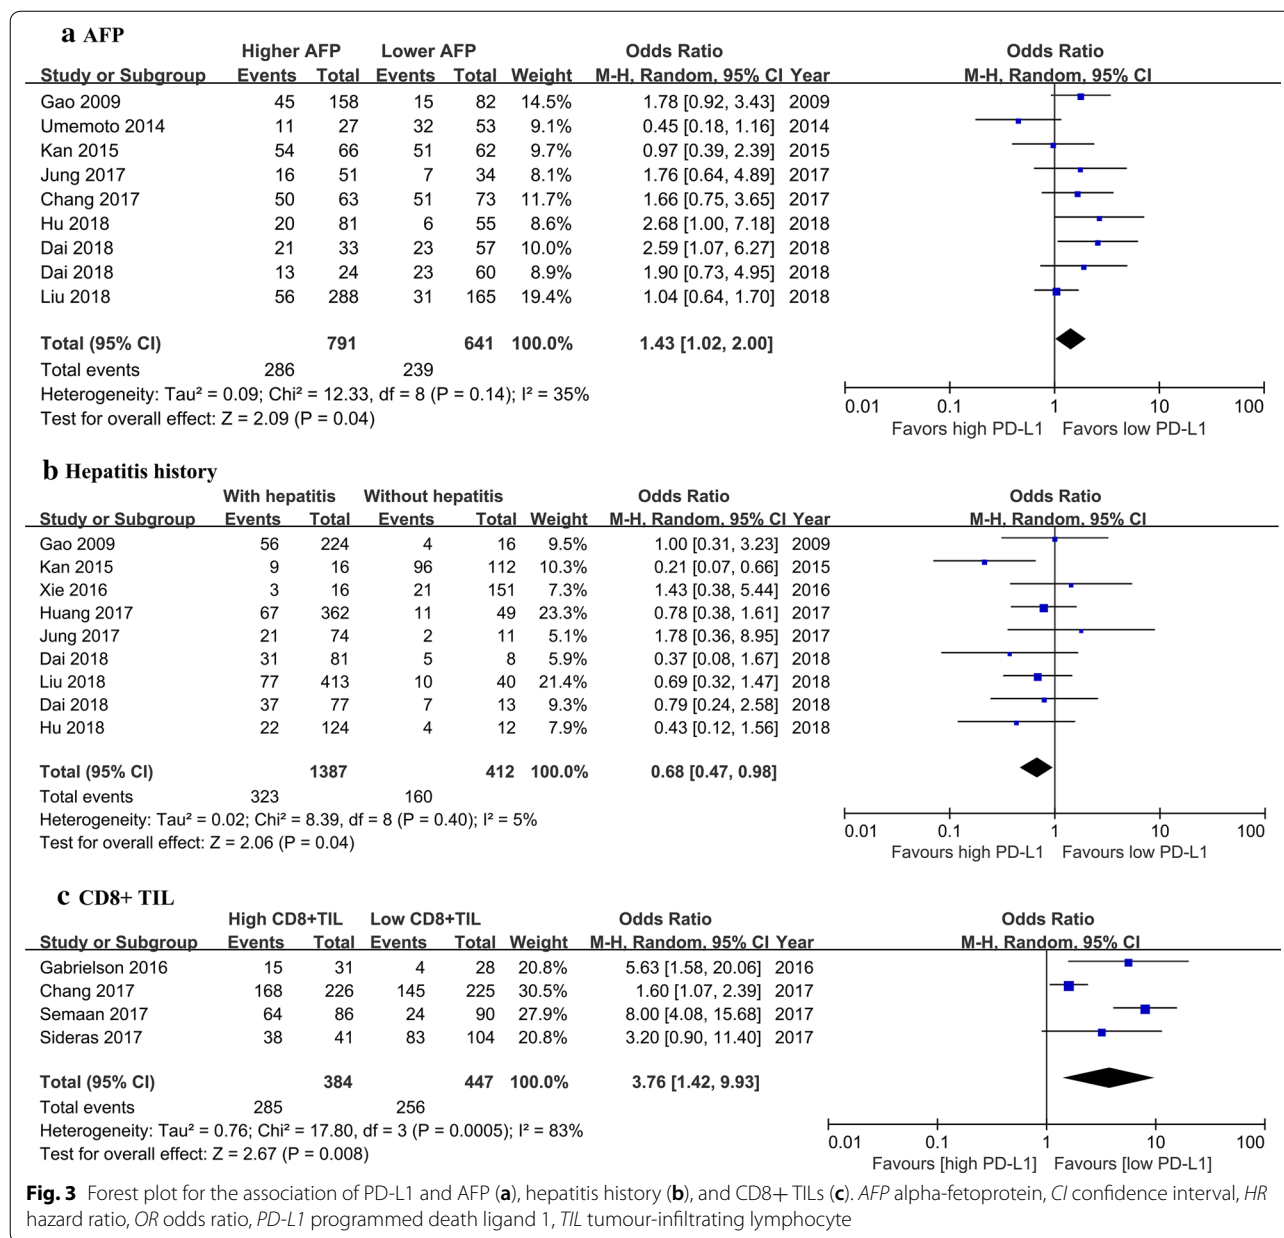 a AFP
Higher AFP Lower AFP Odds Ratio Odds Ratio
Study or Subgroup Events Total Events Total Weight M-H, Random, 95% CI Year M-H, Random, 95% CI
Gao 2009 45 158 15 82 14.5% 1.78 [0.92, 3.43] 2009
Umemoto 2014 11 27 32 53 9.1% 0.45 [0.18, 1.16] 2014
Kan 2015 54 66 51 62 9.7% 0.97 [0.39, 2.39] 2015
Jung 2017 16 51 7 34 8.1% 1.76 [0.64, 4.89] 2017
Chang 2017 50 63 51 73 11.7% 1.66 [0.75, 3.65] 2017
Hu 2018 20 81 6 55 8.6% 2.68 [1.00, 7.18] 2018
Dai 2018 21 33 23 57 10.0% 2.59 [1.07, 6.27] 2018
Dai 2018 13 24 23 60 8.9% 1.90 [0.73, 4.95] 2018
Liu 2018 56 288 31 165 19.4% 1.04 [0.64, 1.70] 2018
Total (95% CI) 791 641 100.0% 1.43 [1.02, 2.00]
Total events 286 239
Heterogeneity: Tau² = 0.09; Chi² = 12.33, df = 8 (P = 0.14); I² = 35%
Test for overall effect: Z = 2.09 (P = 0.04)
0.01 0.1 1 10 100
Favors high PD-L1 Favors low PD-L1
b Hepatitis history
With hepatitis Without hepatitis Odds Ratio Odds Ratio
Study or Subgroup Events Total Events Total Weight M-H, Random, 95% CI Year M-H, Random, 95% CI
Gao 2009 56 224 4 16 9.5% 1.00 [0.31, 3.23] 2009
Kan 2015 9 16 96 112 10.3% 0.21 [0.07, 0.66] 2015
Xie 2016 3 16 21 151 7.3% 1.43 [0.38, 5.44] 2016
Huang 2017 67 362 11 49 23.3% 0.78 [0.38, 1.61] 2017
Jung 2017 21 74 2 11 5.1% 1.78 [0.36, 8.95] 2017
Dai 2018 31 81 5 8 5.9% 0.37 [0.08, 1.67] 2018
Liu 2018 77 413 10 40 21.4% 0.69 [0.32, 1.47] 2018
Dai 2018 37 77 7 13 9.3% 0.79 [0.24, 2.58] 2018
Hu 2018 22 124 4 12 7.9% 0.43 [0.12, 1.56] 2018
Total (95% CI) 1387 412 100.0% 0.68 [0.47, 0.98]
Total events 323 160
Heterogeneity: Tau² = 0.02; Chi² = 8.39, df = 8 (P = 0.40); I² = 5%
Test for overall effect: Z = 2.06 (P = 0.04)
0.01 0.1 1 10 100
Favours high PD-L1 Favours low PD-L1
c CD8+ TIL
High CD8+TIL Low CD8+TIL Odds Ratio Odds Ratio
Study or Subgroup Events Total Events Total Weight M-H, Random, 95% CI Year M-H, Random, 95% CI
Gabrielson 2016 15 31 4 28 20.8% 5.63 [1.58, 20.06] 2016
Chang 2017 168 226 145 225 30.5% 1.60 [1.07, 2.39] 2017
Semaan 2017 64 86 24 90 27.9% 8.00 [4.08, 15.68] 2017
Sideras 2017 38 41 83 104 20.8% 3.20 [0.90, 11.40] 2017
Total (95% CI) 384 447 100.0% 3.76 [1.42, 9.93]
Total events 285 256
Heterogeneity: Tau² = 0.76; Chi² = 17.80, df = 3 (P = 0.0005); I² = 83%
Test for overall effect: Z = 2.67 (P = 0.008)
0.01 0.1 1 10 100
Favours [high PD-L1] Favours [low PD-L1]
Fig. 3 Forest plot for the association of PD-L1 and AFP (a), hepatitis history (b), and CD8+ TILs (c). AFP alpha-fetoprotein, CI confidence interval, HR
hazard ratio, OR odds ratio, PD-L1 programmed death ligand 1, TIL tumour-infiltrating lymphocyte